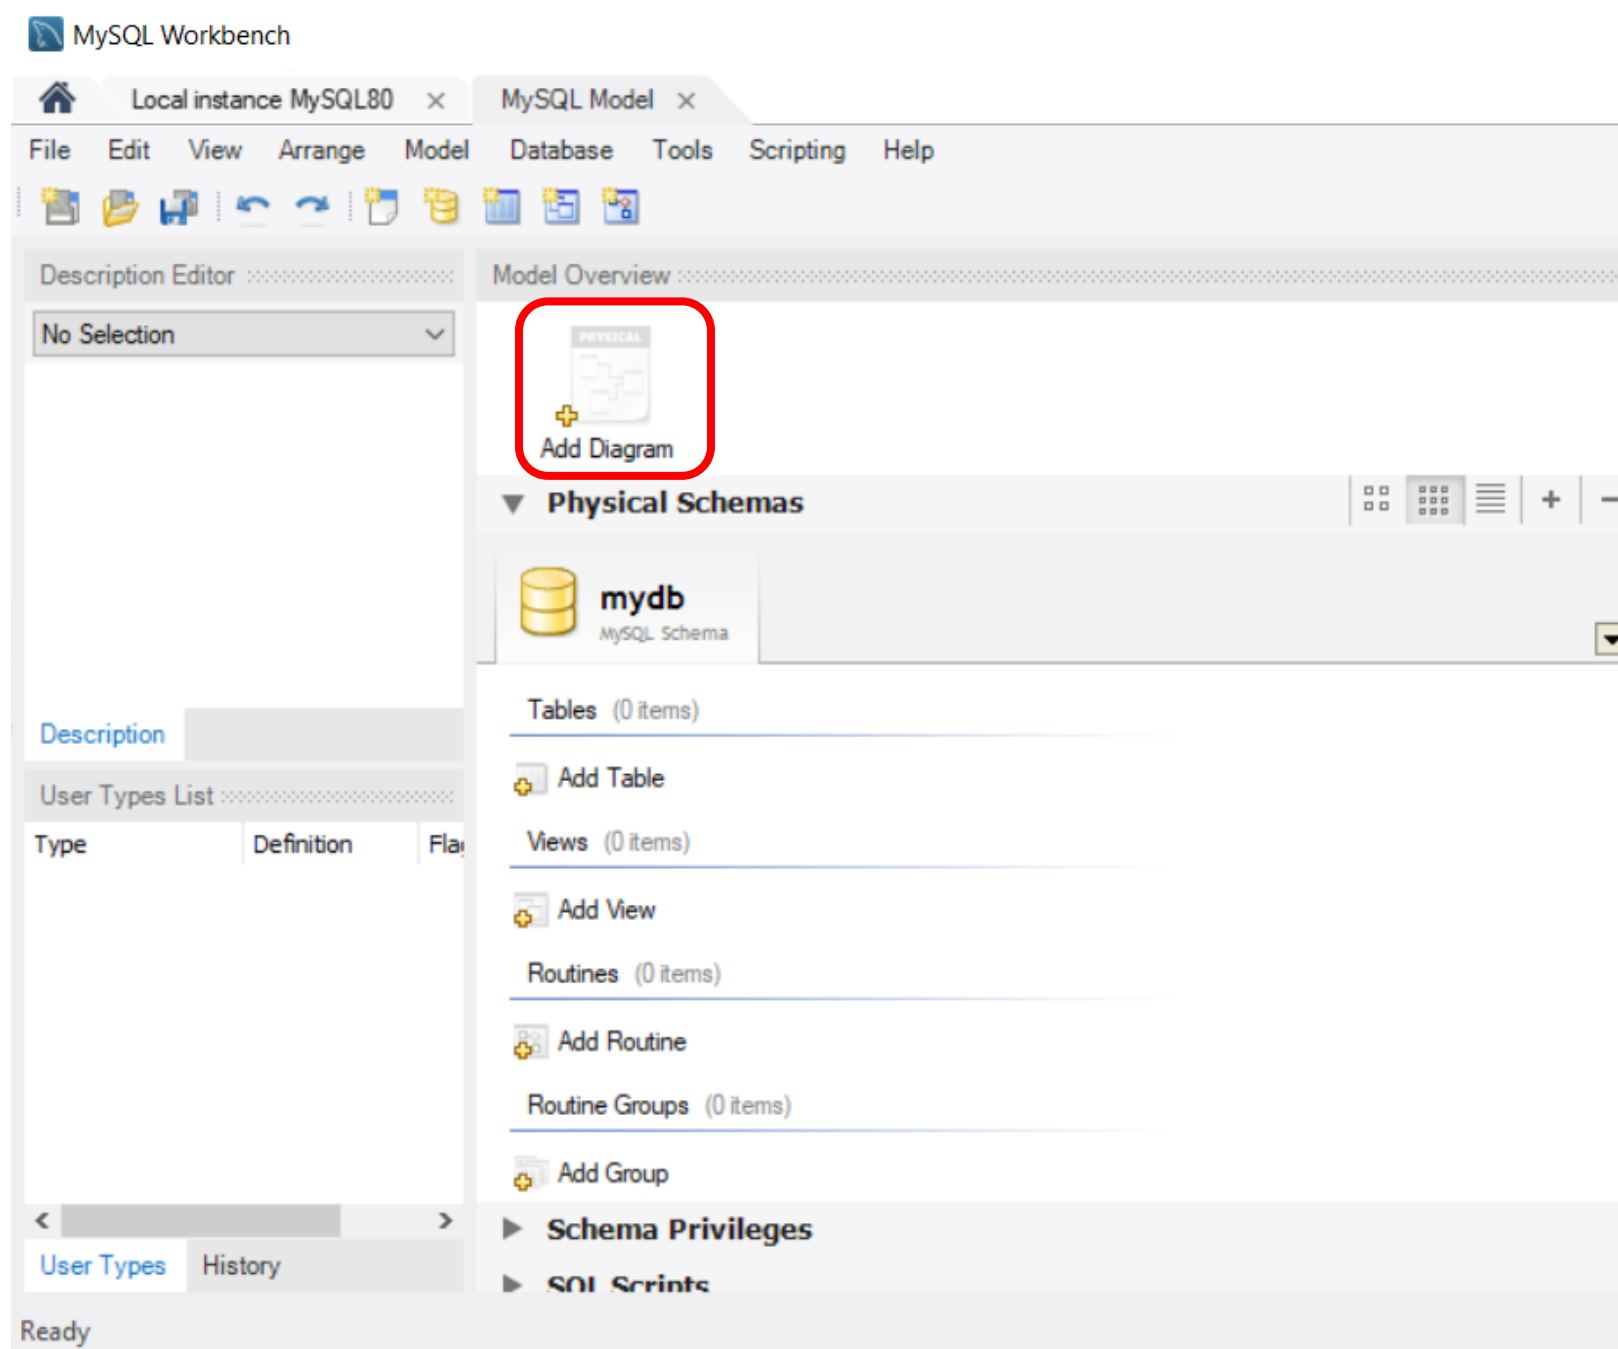 MySQL Workbench
Local instance MySQL80
MySQL Model
File Edit View Arrange Model Database Tools Scripting Help
Description Editor
No Selection
Description
User Types List
Type Definition Flag
User Types History
Model Overview
PHYSICAL
Add Diagram
Physical Schemas
mydb
MySQL Schema
Tables (0 items)
Add Table
Views (0 items)
Add View
Routines (0 items)
Add Routine
Routine Groups (0 items)
Add Group
Schema Privileges
SQL Scripts
Ready